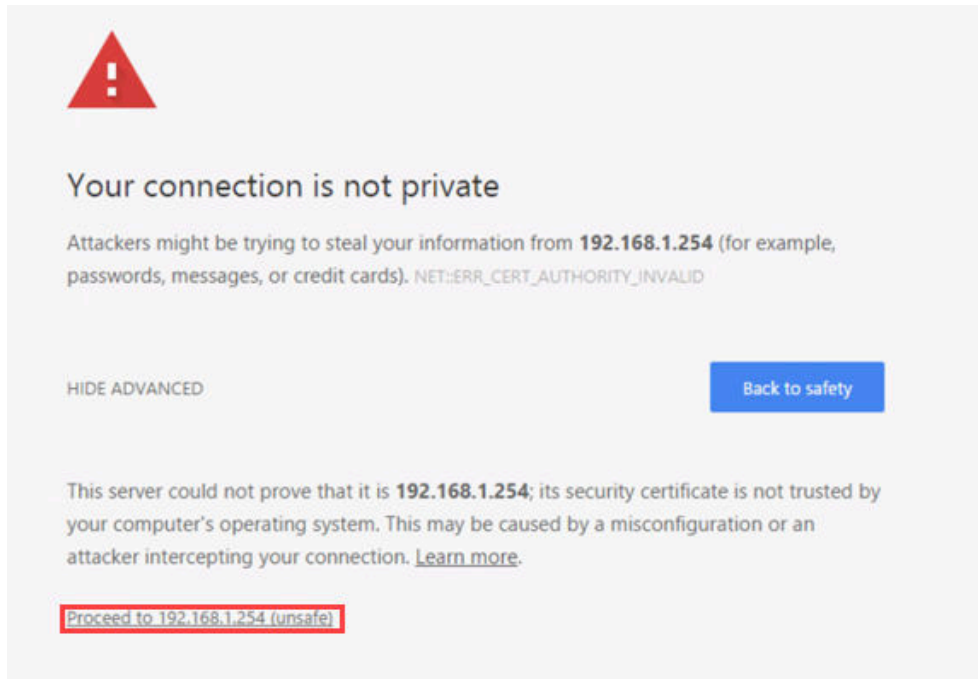 Your connection is not private
Attackers might be trying to steal your information from 192.168.1.254 (for example,
passwords, messages, or credit cards). NET::ERR_CERT_AUTHORITY_INVALID
HIDE ADVANCED
Back to safety
This server could not prove that it is 192.168.1.254; its security certificate is not trusted by
your computer's operating system. This may be caused by a misconfiguration or an
attacker intercepting your connection. Learn more.
Proceed to 192.168.1.254 (unsafe)